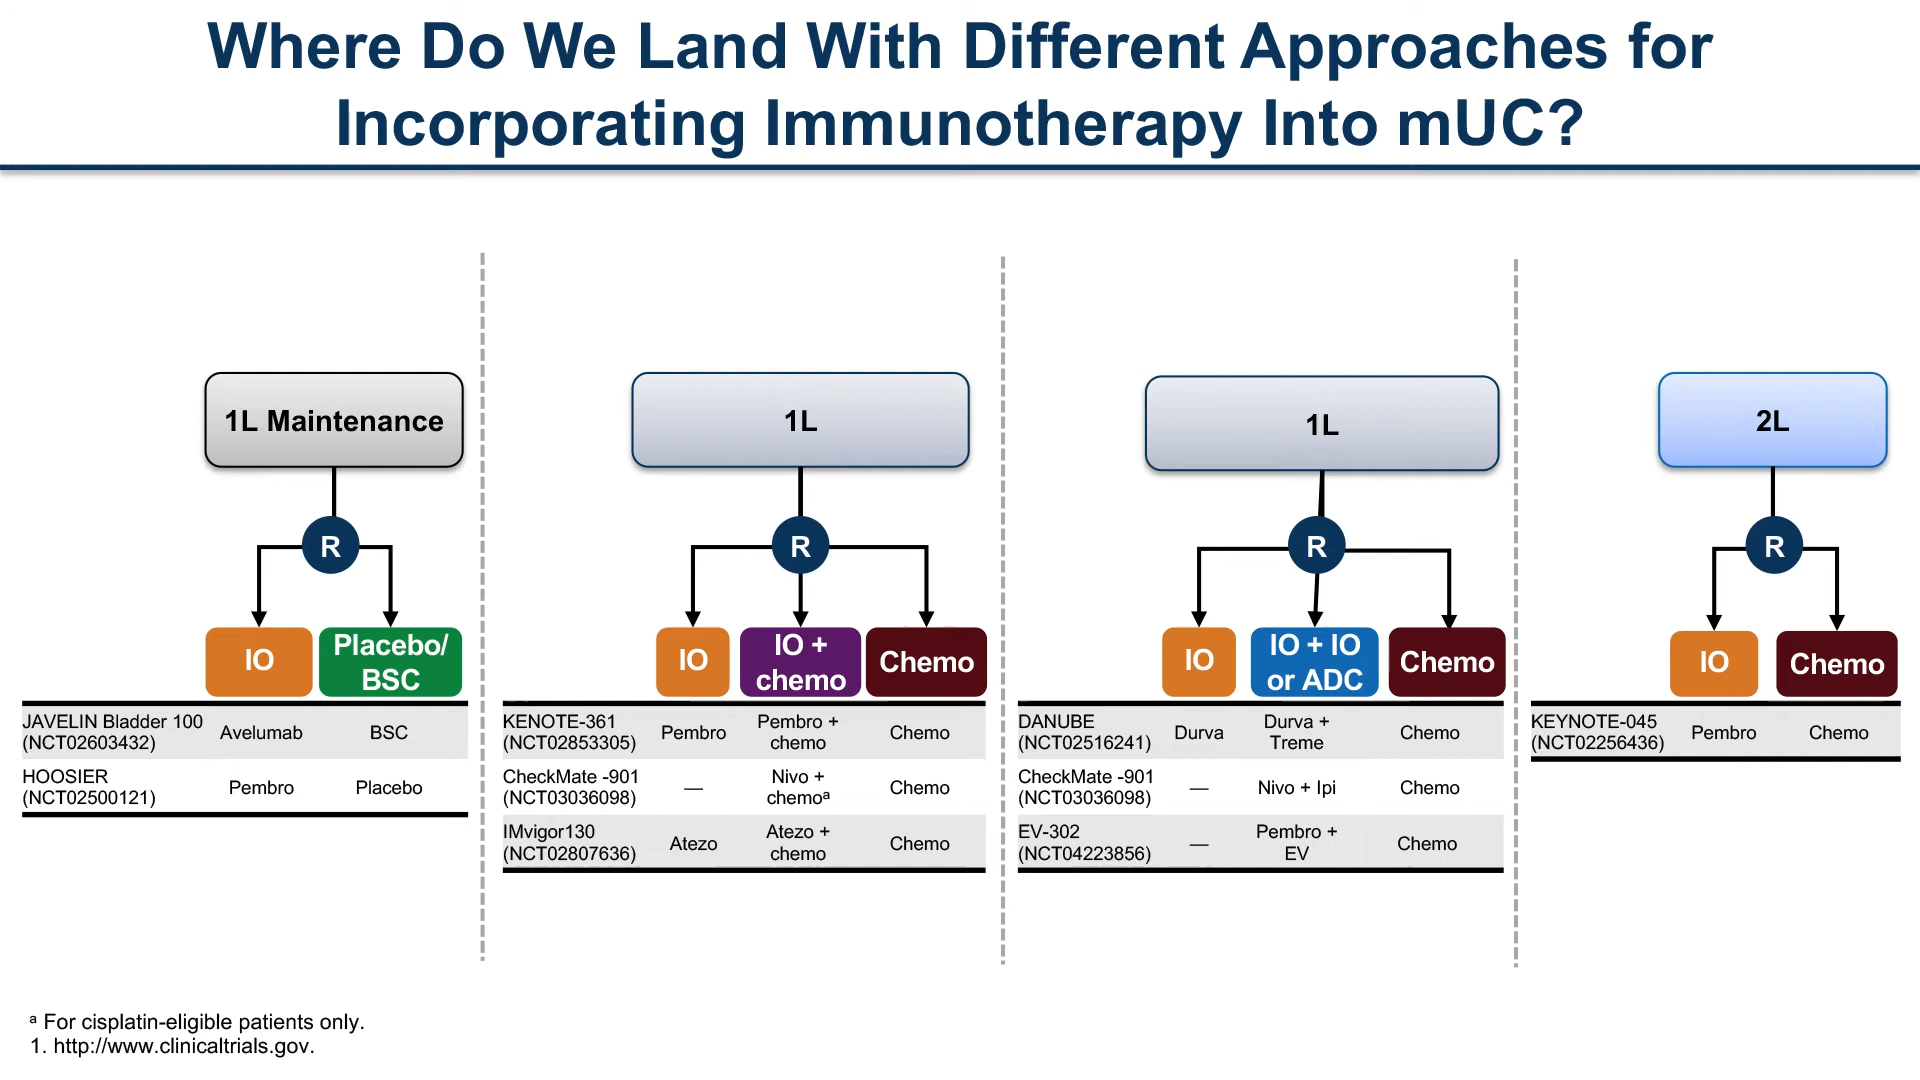 Where Do We Land With Different Approaches for
Incorporating Immunotherapy Into mUC?
1L Maintenance
R
IO
Placebo/
BSC
JAVELIN Bladder 100
(NCT02603432)
Avelumab
BSC
HOOSIER
(NCT02500121)
Pembro
Placebo
1L
R
IO
IO +
chemo
Chemo
KENOTE-361
(NCT02853305)
Pembro
Pembro +
chemo
Chemo
CheckMate -901
(NCT03036098)
—
Nivo +
chemoᵃ
Chemo
IMvigor130
(NCT02807636)
Atezo
Atezo +
chemo
Chemo
1L
R
IO
IO + IO
or ADC
Chemo
DANUBE
(NCT02516241)
Durva
Durva +
Treme
Chemo
CheckMate -901
(NCT03036098)
—
Nivo + Ipi
Chemo
EV-302
(NCT04223856)
—
Pembro +
EV
Chemo
2L
R
IO
Chemo
KEYNOTE-045
(NCT02256436)
Pembro
Chemo
ᵃ For cisplatin-eligible patients only.
1. http://www.clinicaltrials.gov.